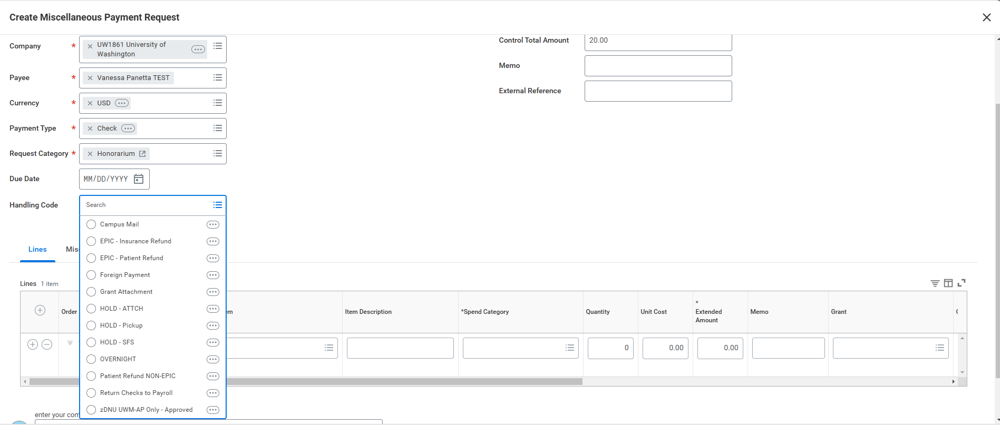 Create Miscellaneous Payment Request
Company *
UW1861 University of
Washington
Control Total Amount
20.00
Payee *
Vanessa Panetta TEST
Memo
Currency *
USD
External Reference
Payment Type *
Check
Request Category *
Honorarium
Due Date
MM/DD/YYYY
Handling Code
Search
Campus Mail
EPIC - Insurance Refund
EPIC - Patient Refund
Foreign Payment
Grant Attachment
HOLD - ATTCH
HOLD - Pickup
HOLD - SFS
OVERNIGHT
Patient Refund NON-EPIC
Return Checks to Payroll
zDNU UWM-AP Only - Approved
Lines
Misc
Lines 1 item
Order
em
Item Description
*Spend Category
Quantity
Unit Cost
*
Extended
Amount
Memo
Grant
0
0.00
0.00
enter your com